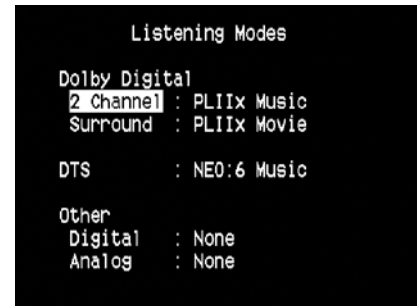 Listening Modes
Dolby Digital
2 Channel : PLIIx Music
Surround : PLIIx Movie
DTS : NEO:6 Music
Other
Digital : None
Analog : None